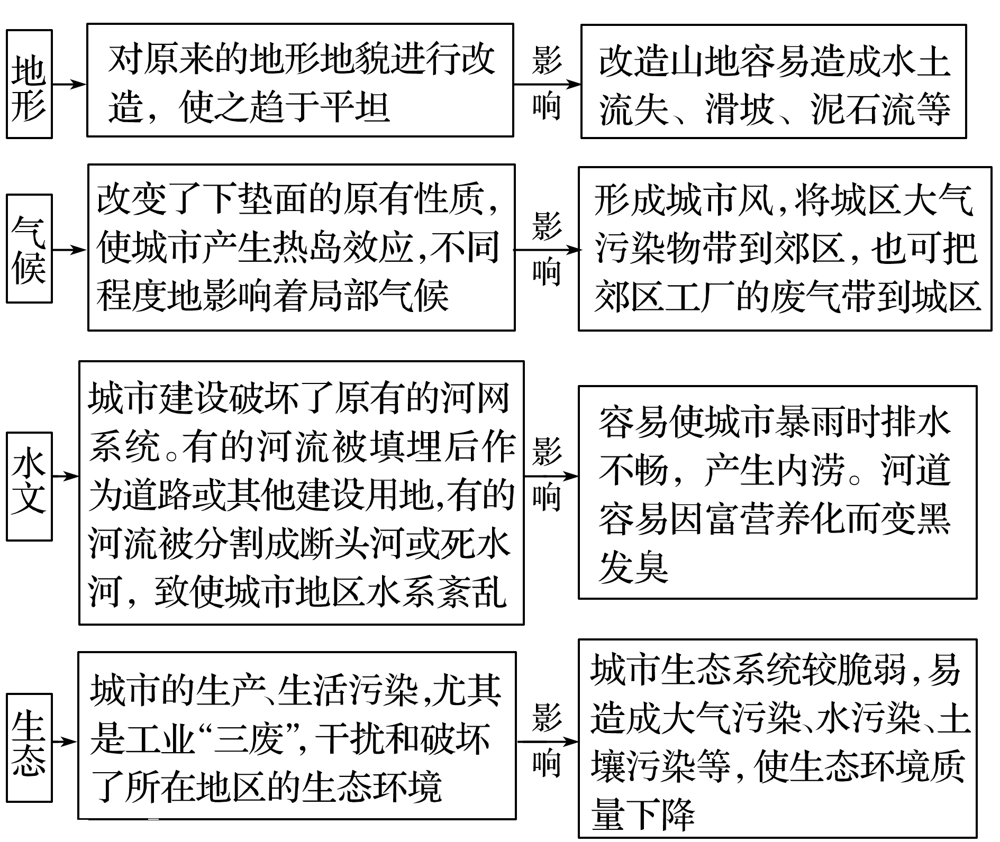 地形
对原来的地形地貌进行改
造，使之趋于平坦
影响
改造山地容易造成水土
流失、滑坡、泥石流等
气候
改变了下垫面的原有性质，
使城市产生热岛效应，不同
程度地影响着局部气候
影响
形成城市风，将城区大气
污染物带到郊区，也可把
郊区工厂的废气带到城区
水文
城市建设破坏了原有的河网
系统。有的河流被填埋后作
为道路或其他建设用地，有的
河流被分割成断头河或死水
河，致使城市地区水系紊乱
影响
容易使城市暴雨时排水
不畅，产生内涝。河道
容易因富营养化而变黑
发臭
生态
城市的生产、生活污染，尤其
是工业“三废”，干扰和破坏
了所在地区的生态环境
影响
城市生态系统较脆弱，易
造成大气污染、水污染、土
壤污染等，使生态环境质
量下降